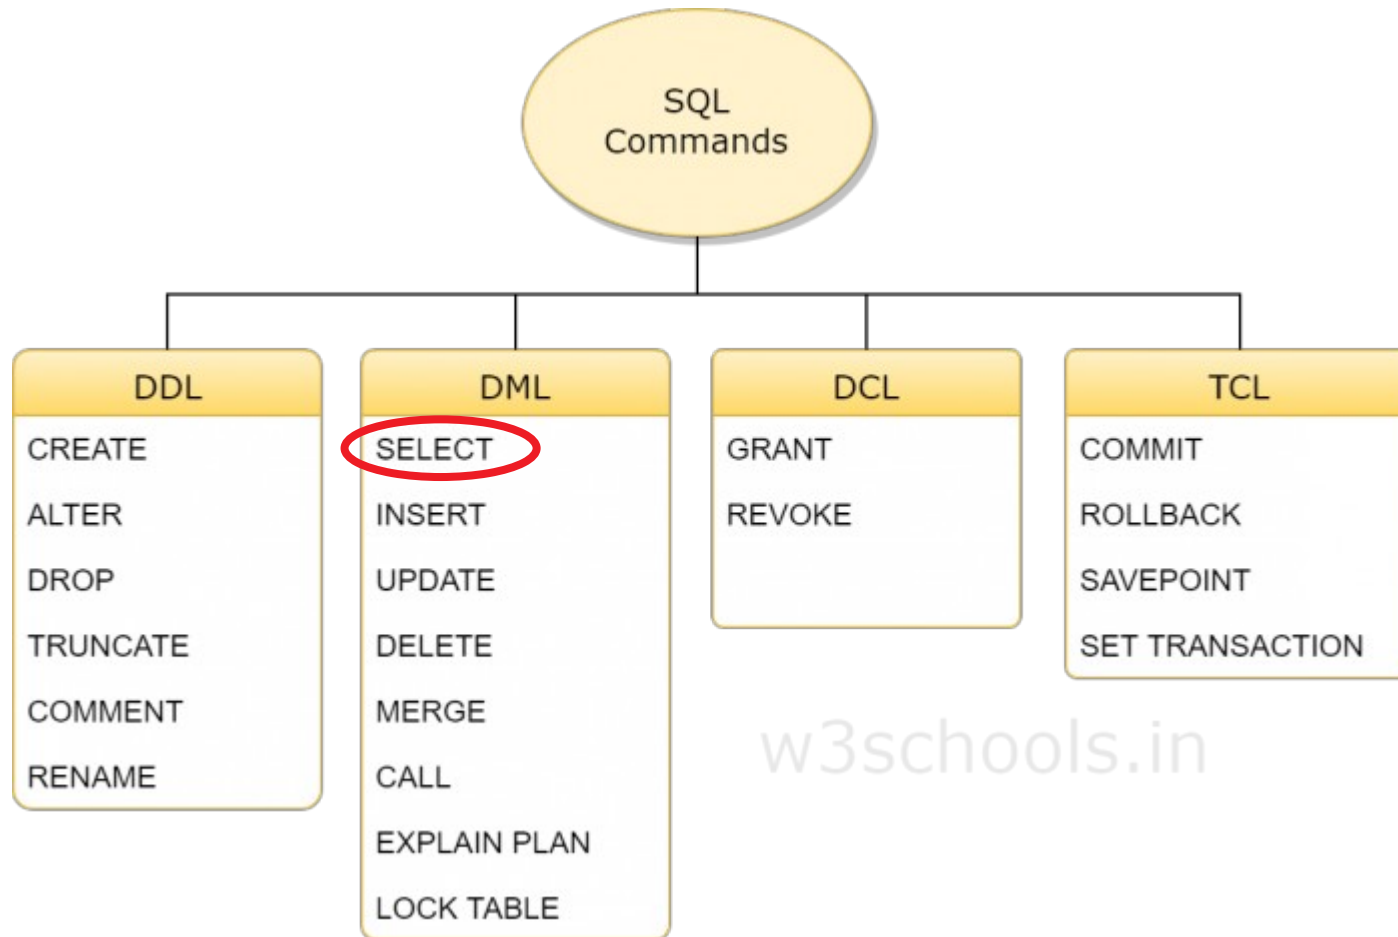 SQL
Commands
DDL
CREATE
ALTER
DROP
TRUNCATE
COMMENT
RENAME
DML
SELECT
INSERT
UPDATE
DELETE
MERGE
CALL
EXPLAIN PLAN
LOCK TABLE
DCL
GRANT
REVOKE
TCL
COMMIT
ROLLBACK
SAVEPOINT
SET TRANSACTION
w3schools.in